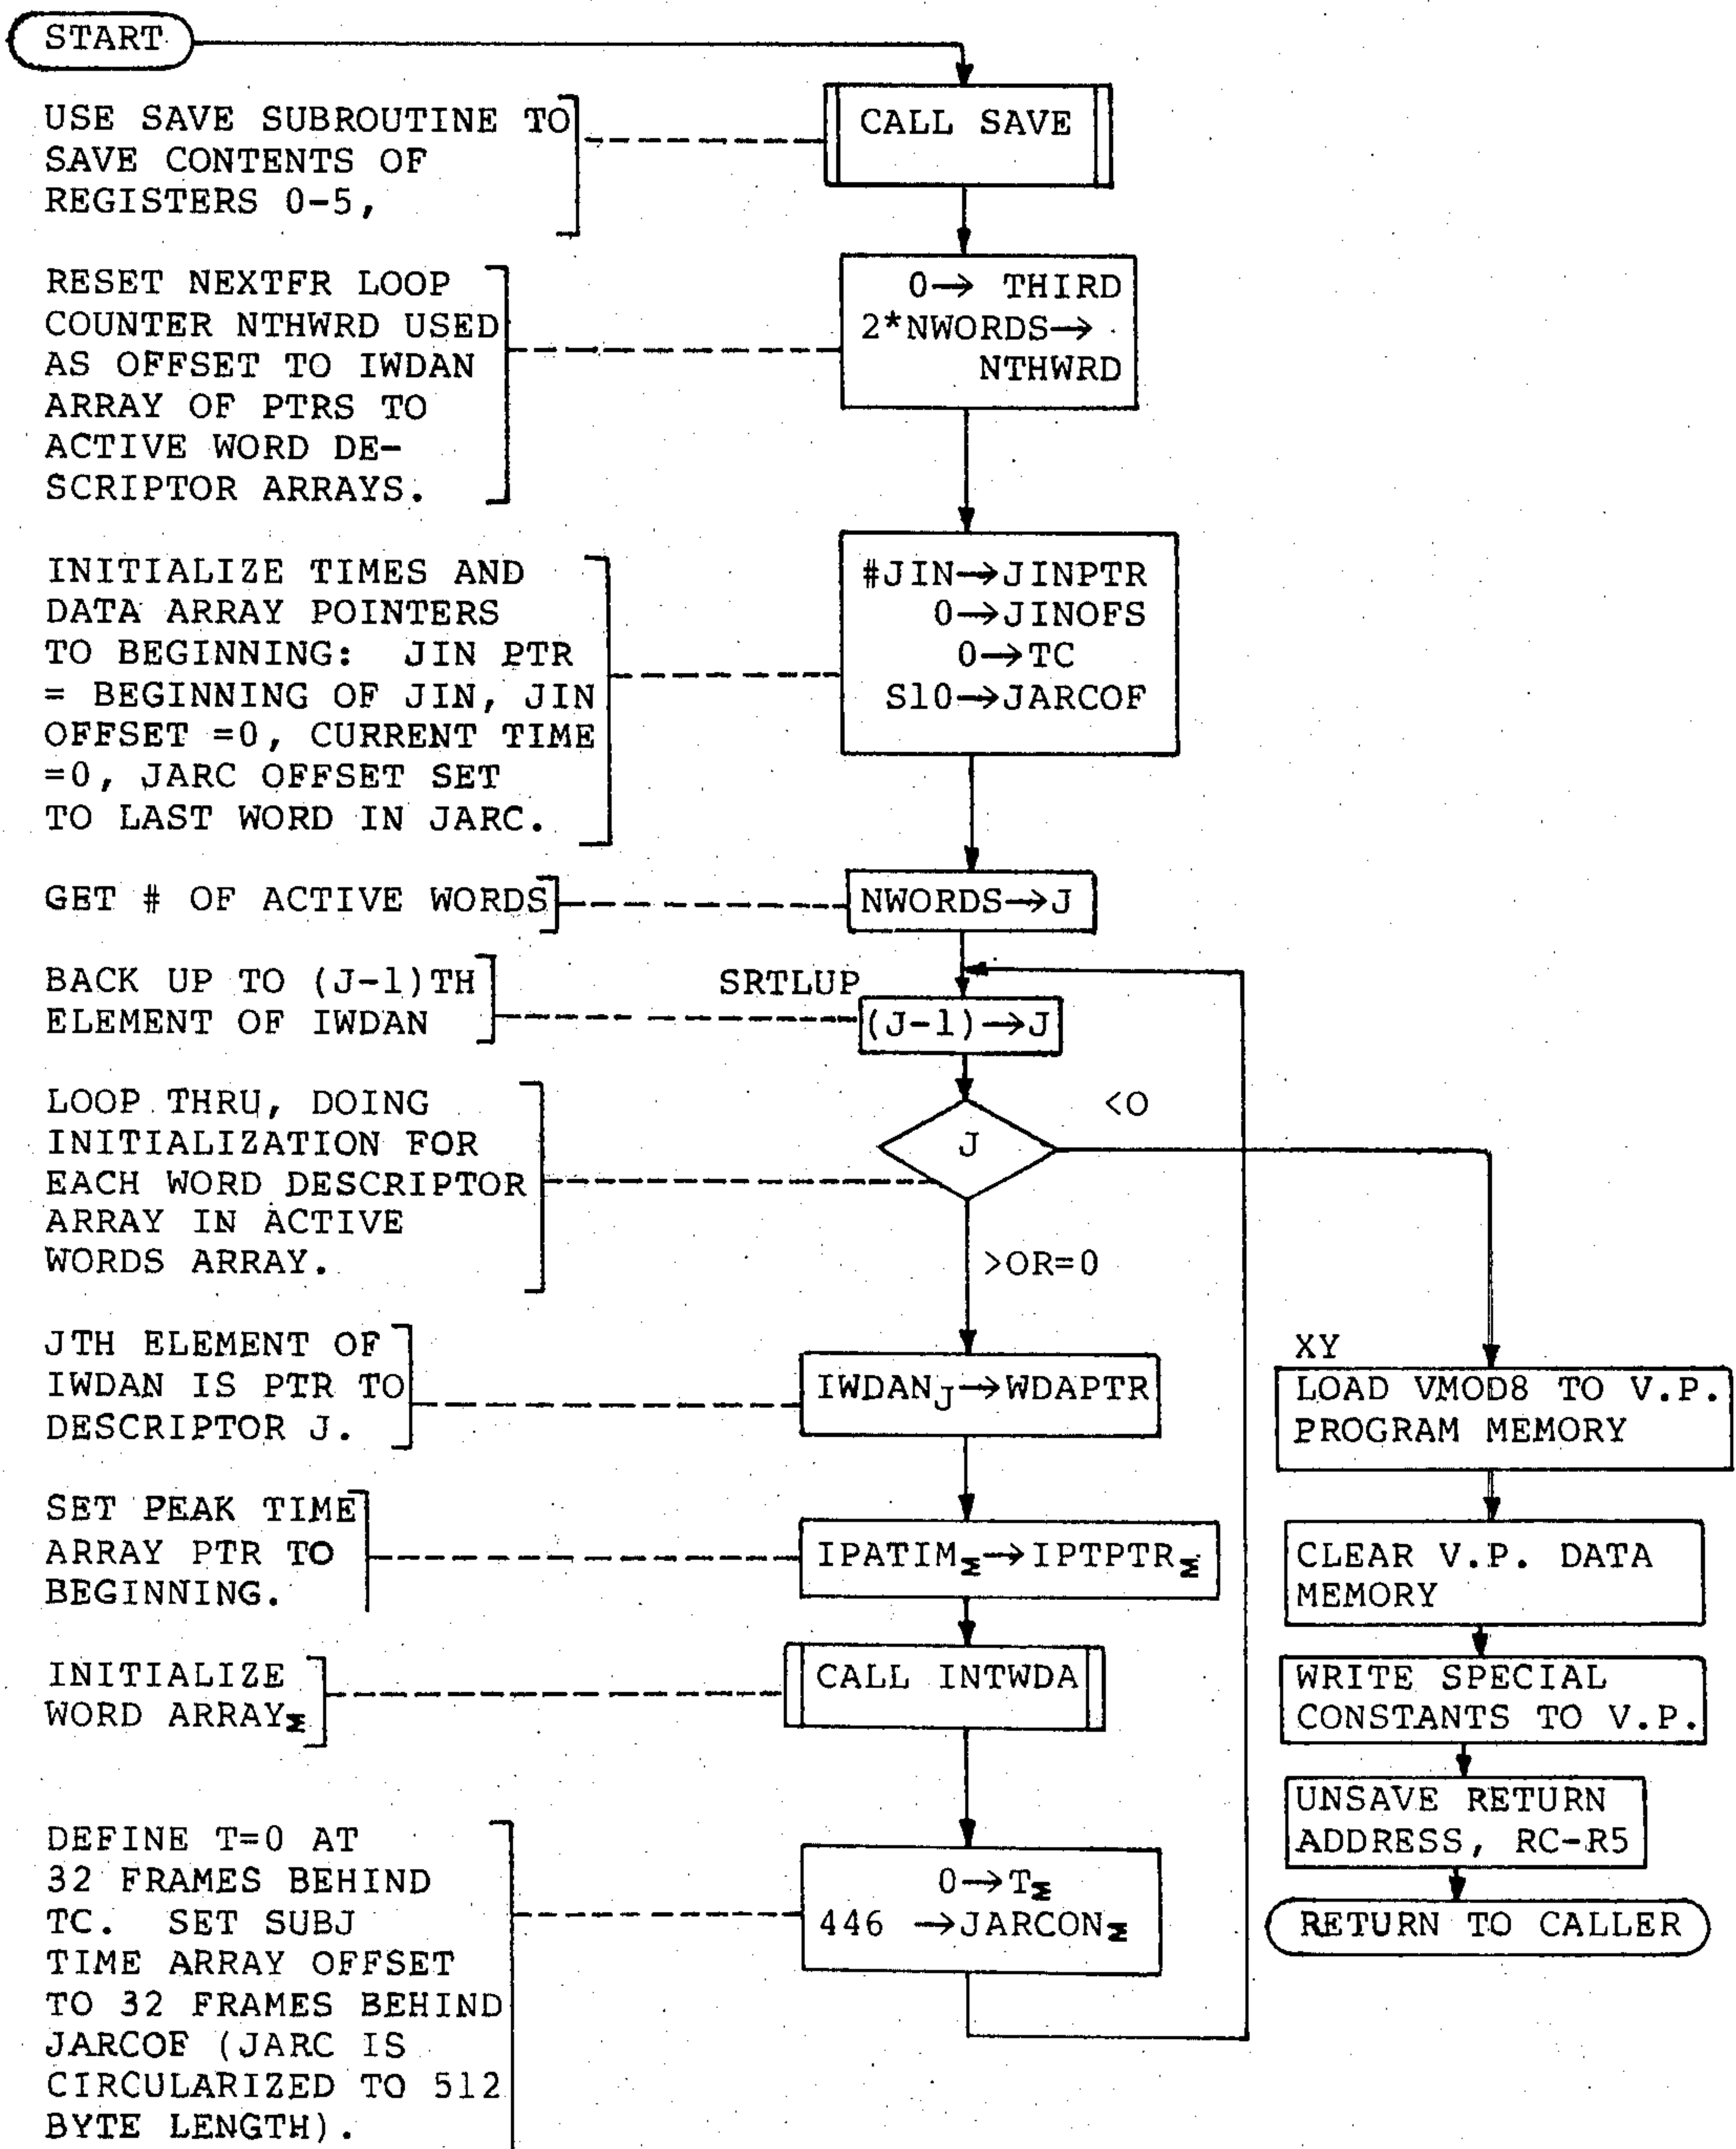 START
USE SAVE SUBROUTINE TO
SAVE CONTENTS OF
REGISTERS 0-5,
CALL SAVE
RESET NEXTFR LOOP
COUNTER NTHWRD USED
AS OFFSET TO IWDAN
ARRAY OF PTRS TO
ACTIVE WORD DE-
SCRIPTOR ARRAYS.
0→ THIRD
2*NWORDS→
NTHWRD
INITIALIZE TIMES AND
DATA ARRAY POINTERS
TO BEGINNING: JIN PTR
= BEGINNING OF JIN, JIN
OFFSET =0, CURRENT TIME
=0, JARC OFFSET SET
TO LAST WORD IN JARC.
#JIN→JINPTR
0→JINOFS
0→TC
S10→JARCOF
GET # OF ACTIVE WORDS
NWORDS→J
BACK UP TO (J-1)TH
ELEMENT OF IWDAN
SRTLUP
(J-1)→J
LOOP THRU, DOING
INITIALIZATION FOR
EACH WORD DESCRIPTOR
ARRAY IN ACTIVE
WORDS ARRAY.
J
<O
>OR=0
JTH ELEMENT OF
IWDAN IS PTR TO
DESCRIPTOR J.
IWDANJ→WDAPTR
SET PEAK TIME
ARRAY PTR TO
BEGINNING.
IPATIMΣ→IPTPTRΣ
INITIALIZE
WORD ARRAYΣ
CALL INTWDA
DEFINE T=0 AT
32 FRAMES BEHIND
TC. SET SUBJ
TIME ARRAY OFFSET
TO 32 FRAMES BEHIND
JARCOF (JARC IS
CIRCULARIZED TO 512
BYTE LENGTH).
0→TΣ
446 →JARCONΣ
XY
LOAD VMOD8 TO V.P.
PROGRAM MEMORY
CLEAR V.P. DATA
MEMORY
WRITE SPECIAL
CONSTANTS TO V.P.
UNSAVE RETURN
ADDRESS, RC-R5
RETURN TO CALLER